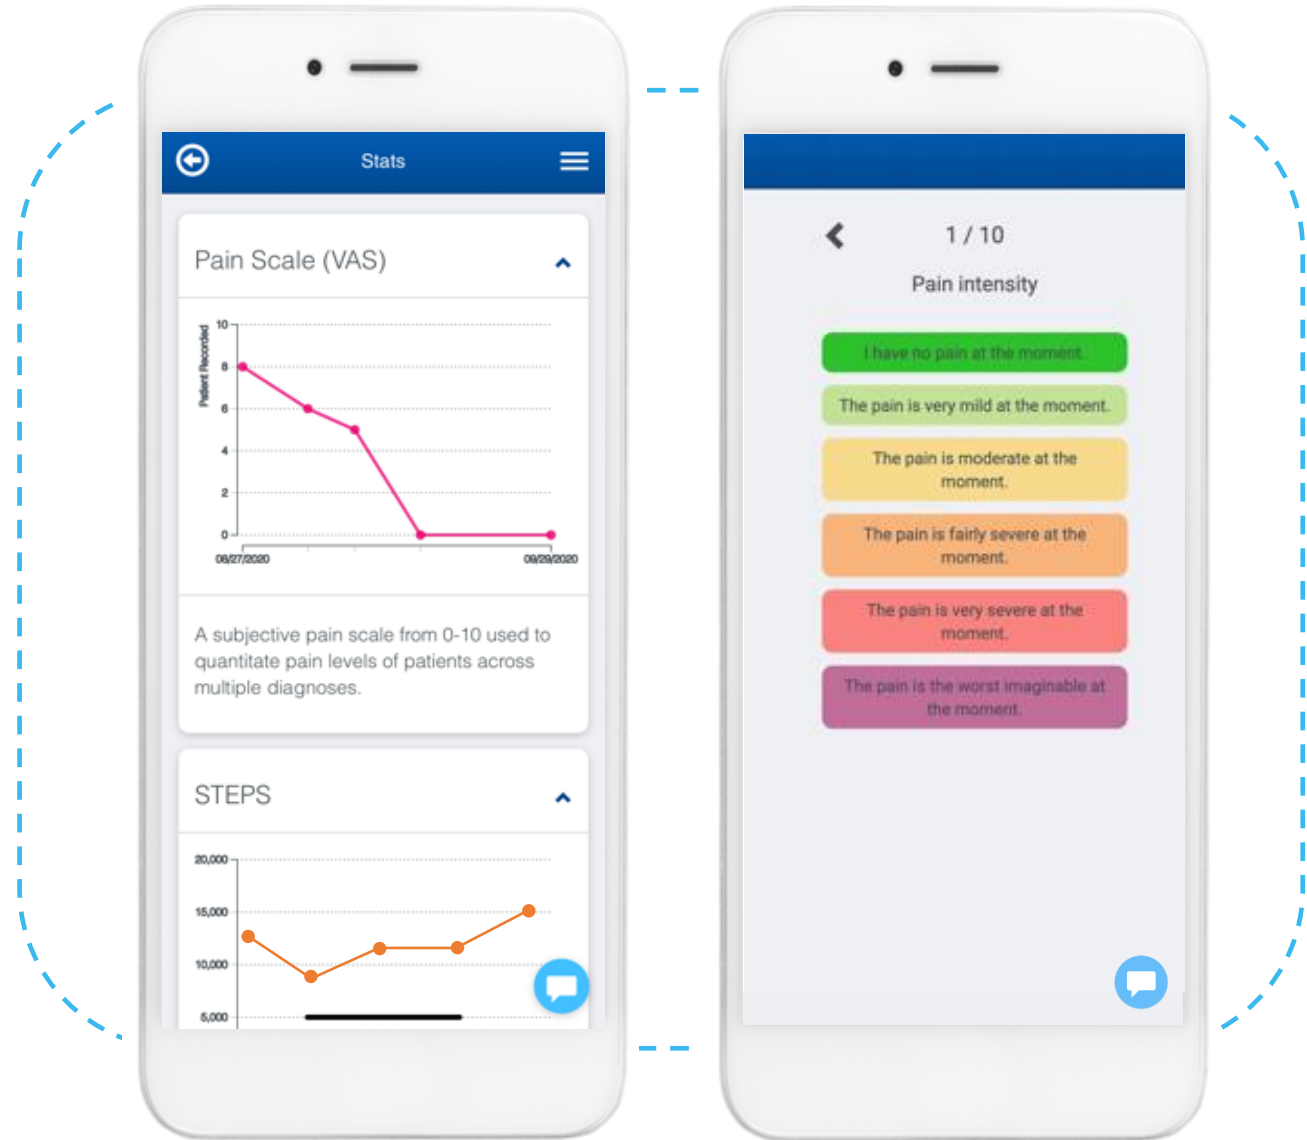 Stats
Pain Scale (VAS)
Patient Recorded
10
8
6
4
2
0
08/27/2020
09/29/2020
A subjective pain scale from 0-10 used to
quantitate pain levels of patients across
multiple diagnoses.
STEPS
20,000
15,000
10,000
5,000
1 / 10
Pain intensity
I have no pain at the moment.
The pain is very mild at the moment.
The pain is moderate at the
moment.
The pain is fairly severe at the
moment.
The pain is very severe at the
moment.
The pain is the worst imaginable at
the moment.